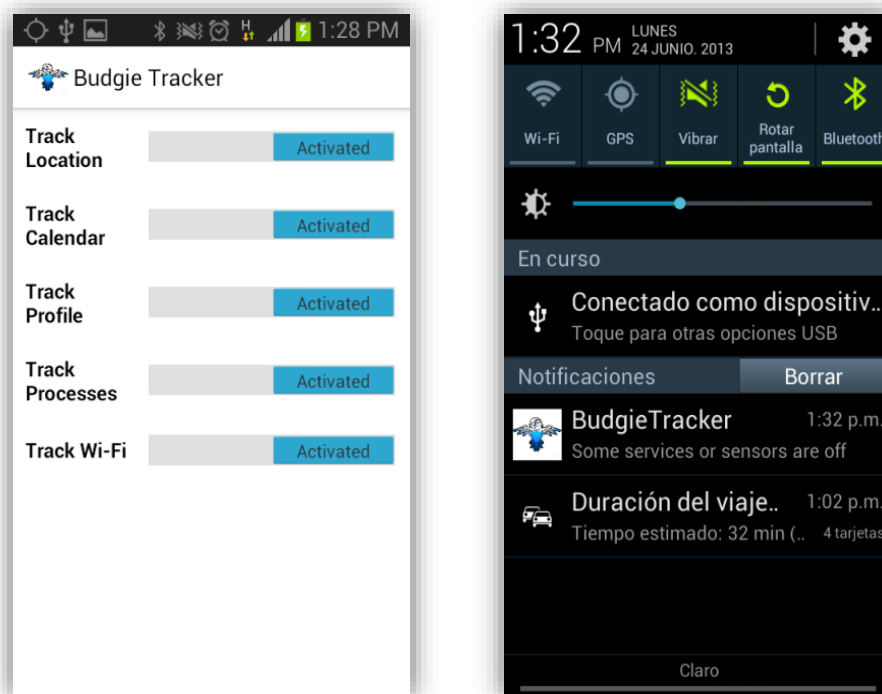 1:28 PM
Budgie Tracker
Track
Location
Activated
Track
Calendar
Activated
Track
Profile
Activated
Track
Processes
Activated
Track Wi-Fi
Activated
1:32 PM
LUNES
24 JUNIO. 2013
Wi-Fi
GPS
Vibrar
Rotar
pantalla
Bluetooth
En curso
Conectado como dispositiv..
Toque para otras opciones USB
Notificaciones
Borrar
BudgieTracker
1:32 p.m.
Some services or sensors are off
Duración del viaje..
1:02 p.m.
Tiempo estimado: 32 min (..
4 tarjetas
Claro